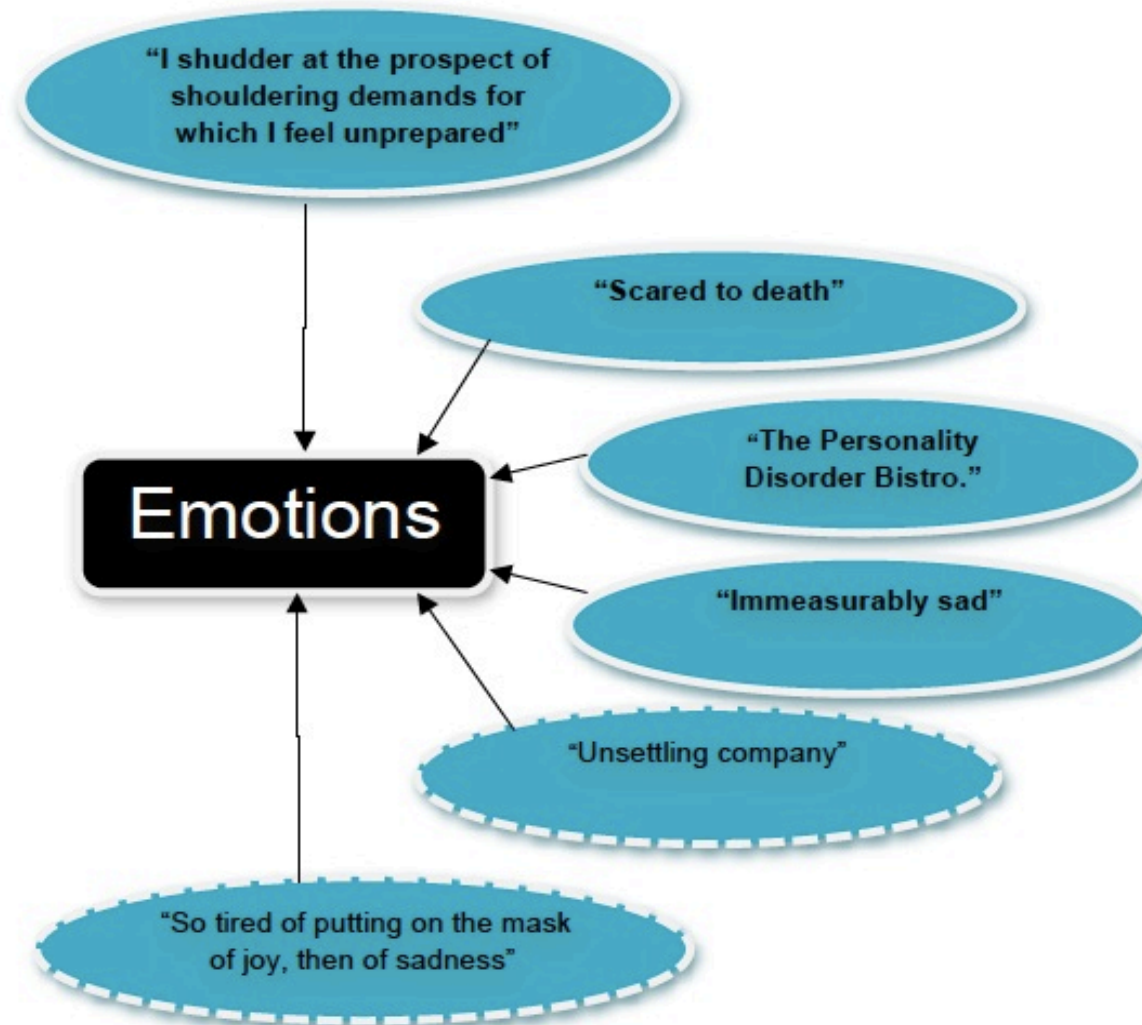 “I shudder at the prospect of
shouldering demands for
which I feel unprepared”
“Scared to death”
“The Personality
Disorder Bistro.”
Emotions
“Immeasurably sad”
“Unsettling company”
“So tired of putting on the mask
of joy, then of sadness”